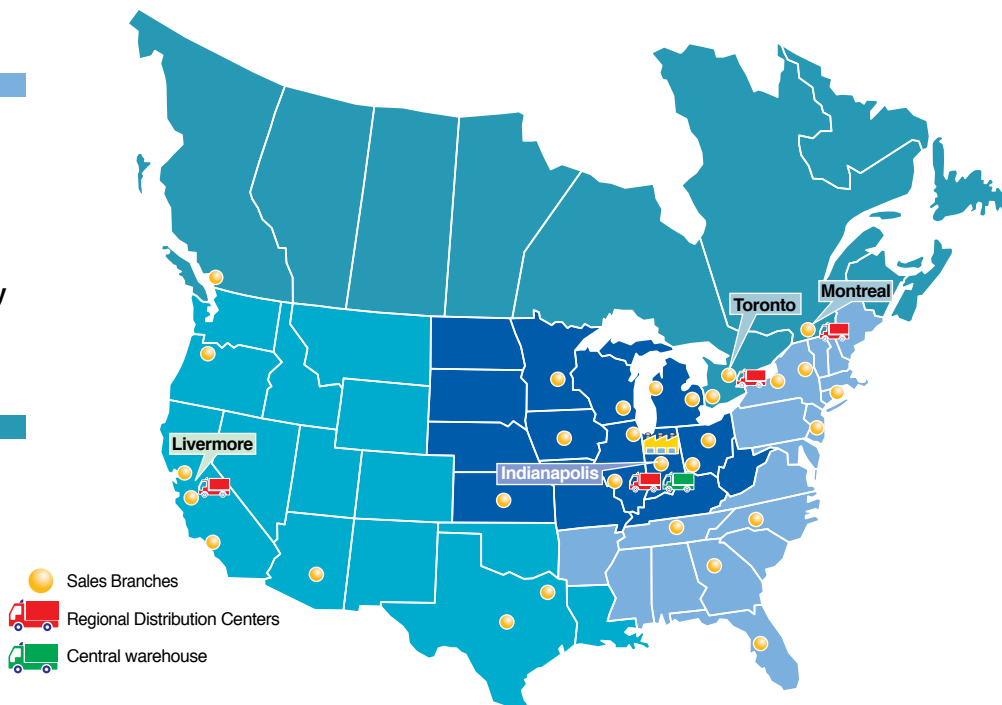 Montreal
Toronto
Livermore
Indianapolis
Sales Branches
Regional Distribution Centers
Central warehouse